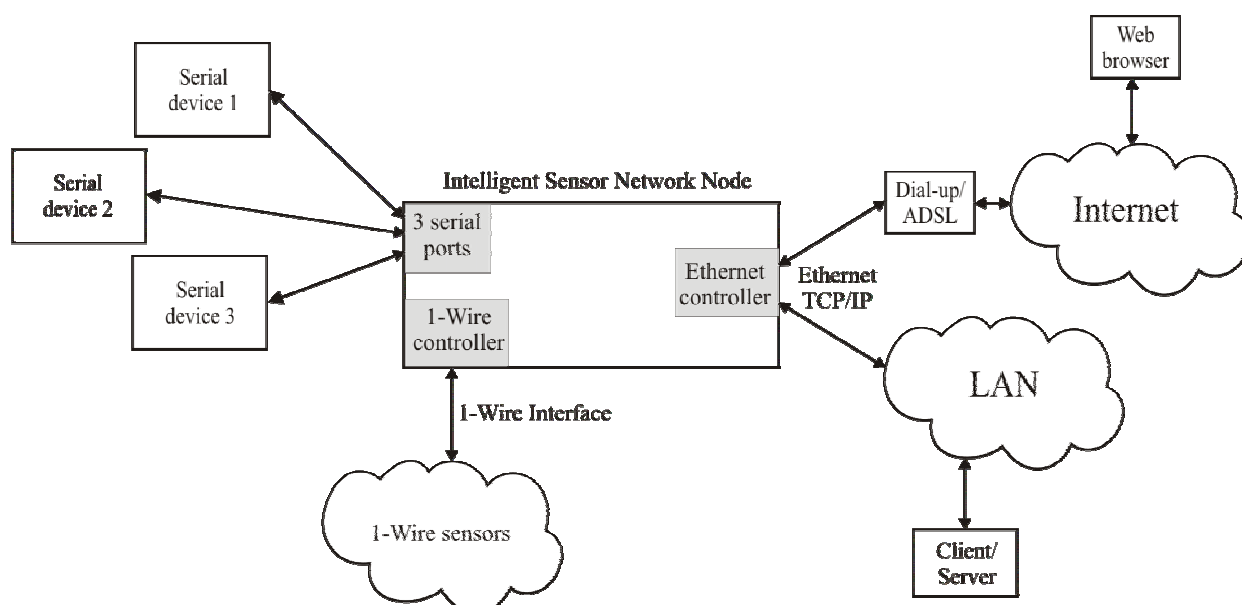 Web
browser
Serial
device 1
Serial
device 2
Intelligent Sensor Network Node
Dial-up/
ADSL
Internet
3 serial
ports
Ethernet
controller
Ethernet
TCP/IP
Serial
device 3
1-Wire
controller
LAN
1-Wire Interface
1-Wire sensors
Client/
Server